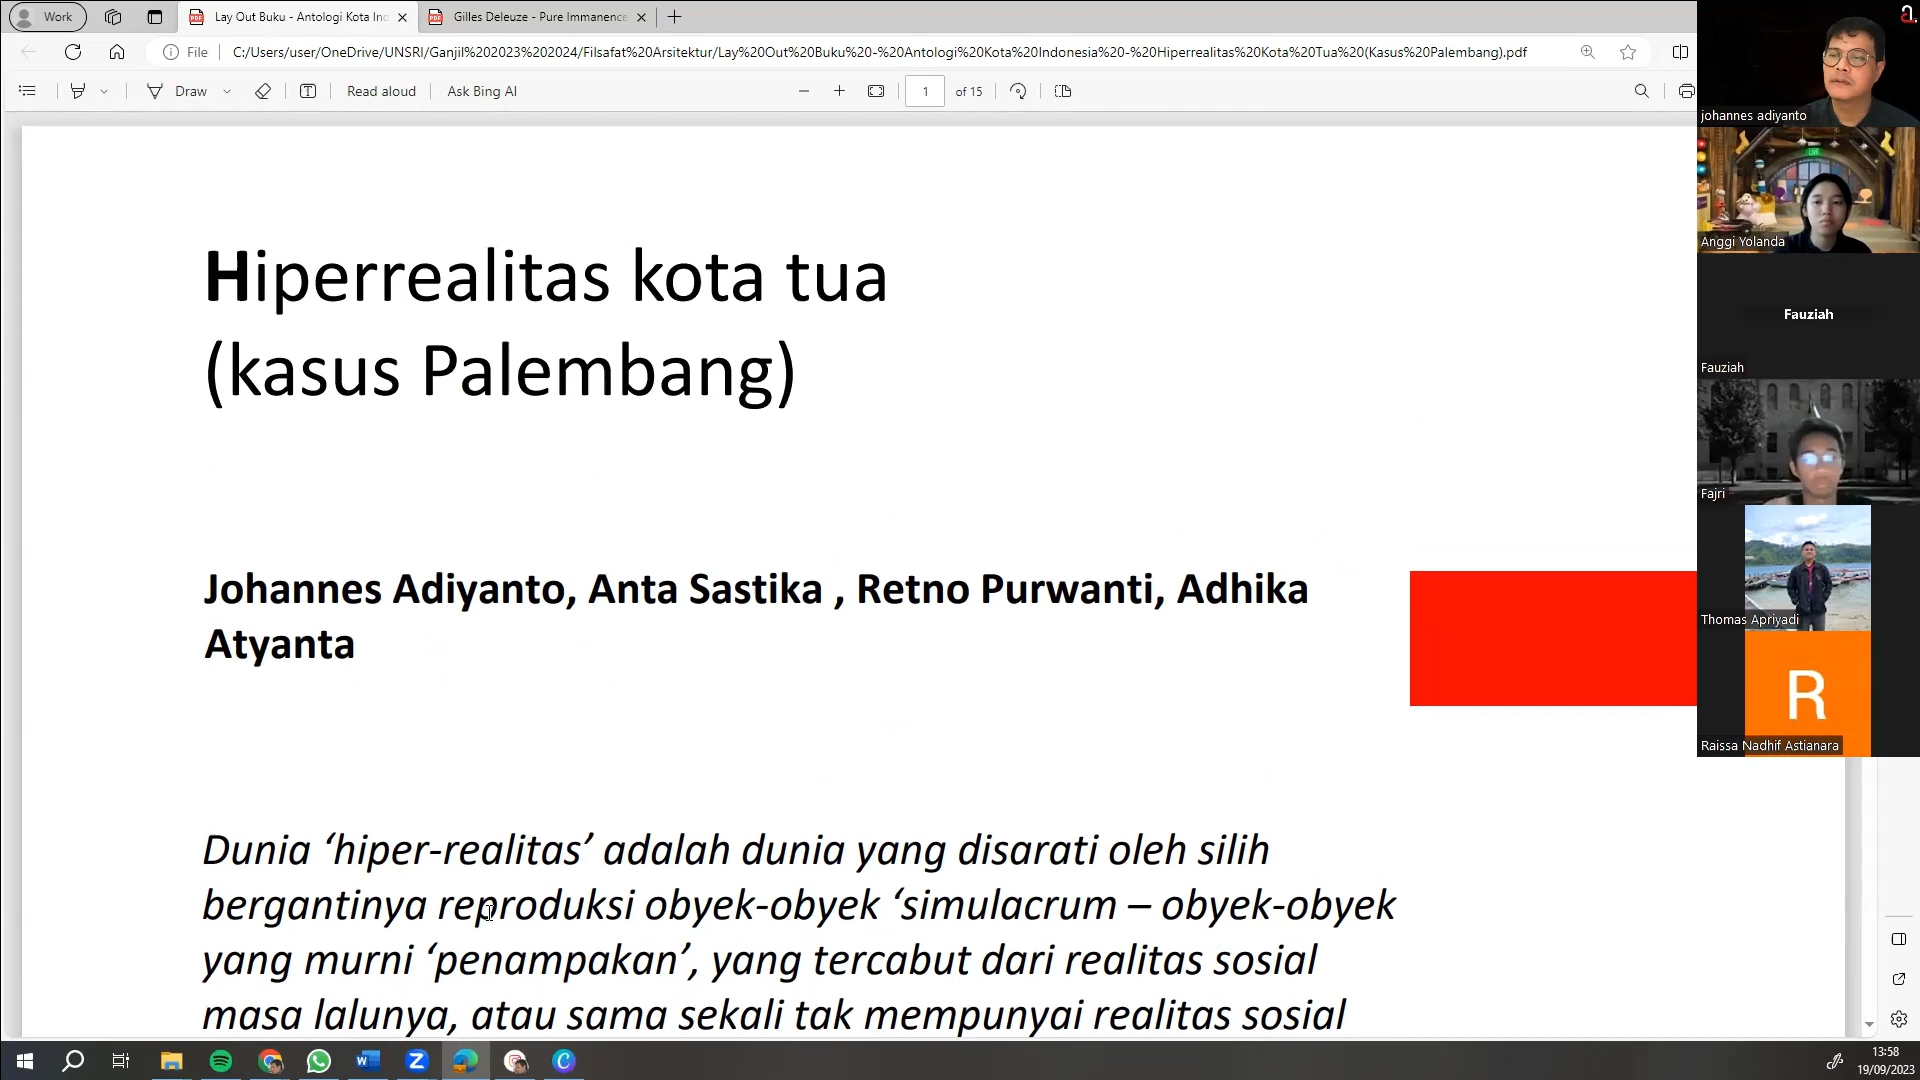 Work
Lay Out Buku - Antologi Kota Ind
Gilles Deleuze - Pure Immanence
File
C:/Users/user/OneDrive/UNSRI/Ganjil%202023%202024/Filsafat%20Arsitektur/Lay%20Out%20Buku%20-%20Antologi%20Kota%20Indonesia%20-%20Hiperrealitas%20Kota%20Tua%20(Kasus%20Palembang).pdf
Draw
Read aloud
Ask Bing AI
1
of 15
Hiperrealitas kota tua
(kasus Palembang)
Johannes Adiyanto, Anta Sastika , Retno Purwanti, Adhika
Atyanta
Dunia ‘hiper-realitas’ adalah dunia yang disarati oleh silih
bergantinya reproduksi obyek-obyek ‘simulacrum – obyek-obyek
yang murni ‘penampakan’, yang tercabut dari realitas sosial
masa lalunya, atau sama sekali tak mempunyai realitas sosial
johannes adiyanto
Anggi Yolanda
Fauziah
Fauziah
Fajri
Thomas Apriyadi
R
Raissa Nadhif Astianara
13:58
19/09/2023